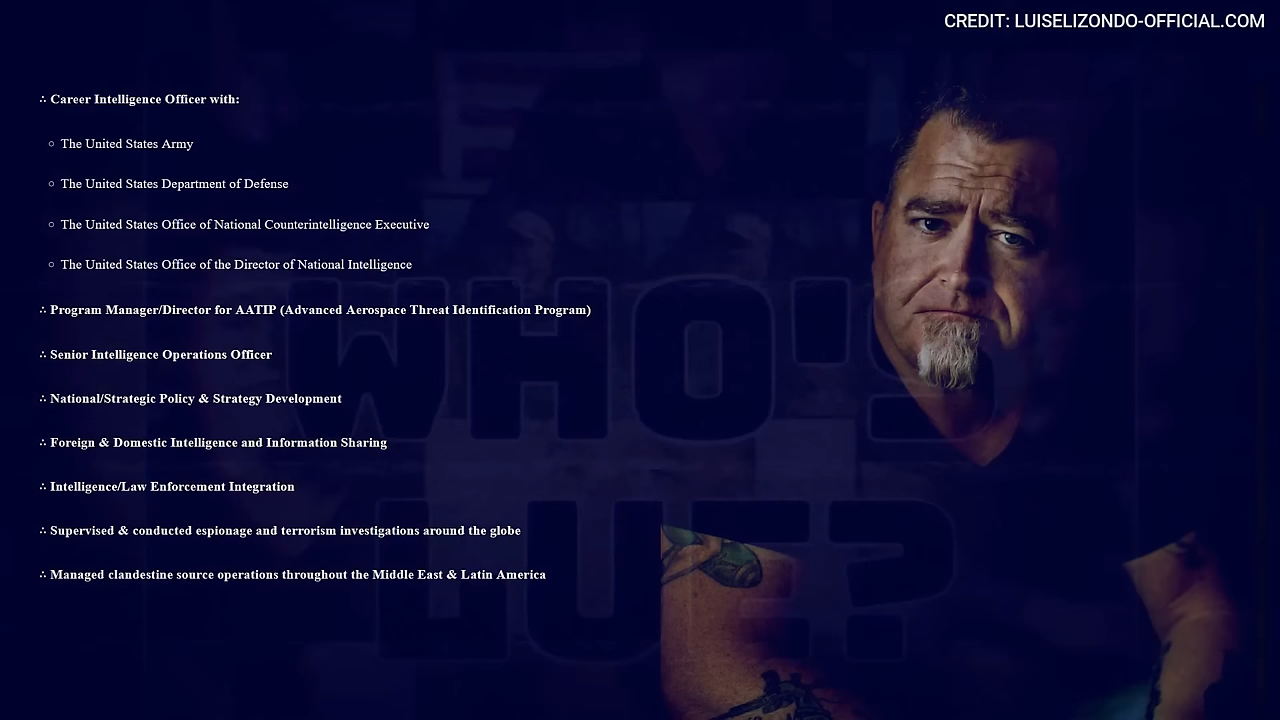 CREDIT: LUISELIZONDO-OFFICIAL.COM
∴ Career Intelligence Officer with:
○ The United States Army
○ The United States Department of Defense
○ The United States Office of National Counterintelligence Executive
○ The United States Office of the Director of National Intelligence
∴ Program Manager/Director for AATIP (Advanced Aerospace Threat Identification Program)
∴ Senior Intelligence Operations Officer
∴ National/Strategic Policy & Strategy Development
∴ Foreign & Domestic Intelligence and Information Sharing
∴ Intelligence/Law Enforcement Integration
∴ Supervised & conducted espionage and terrorism investigations around the globe
∴ Managed clandestine source operations throughout the Middle East & Latin America
WHO'S
LUE?